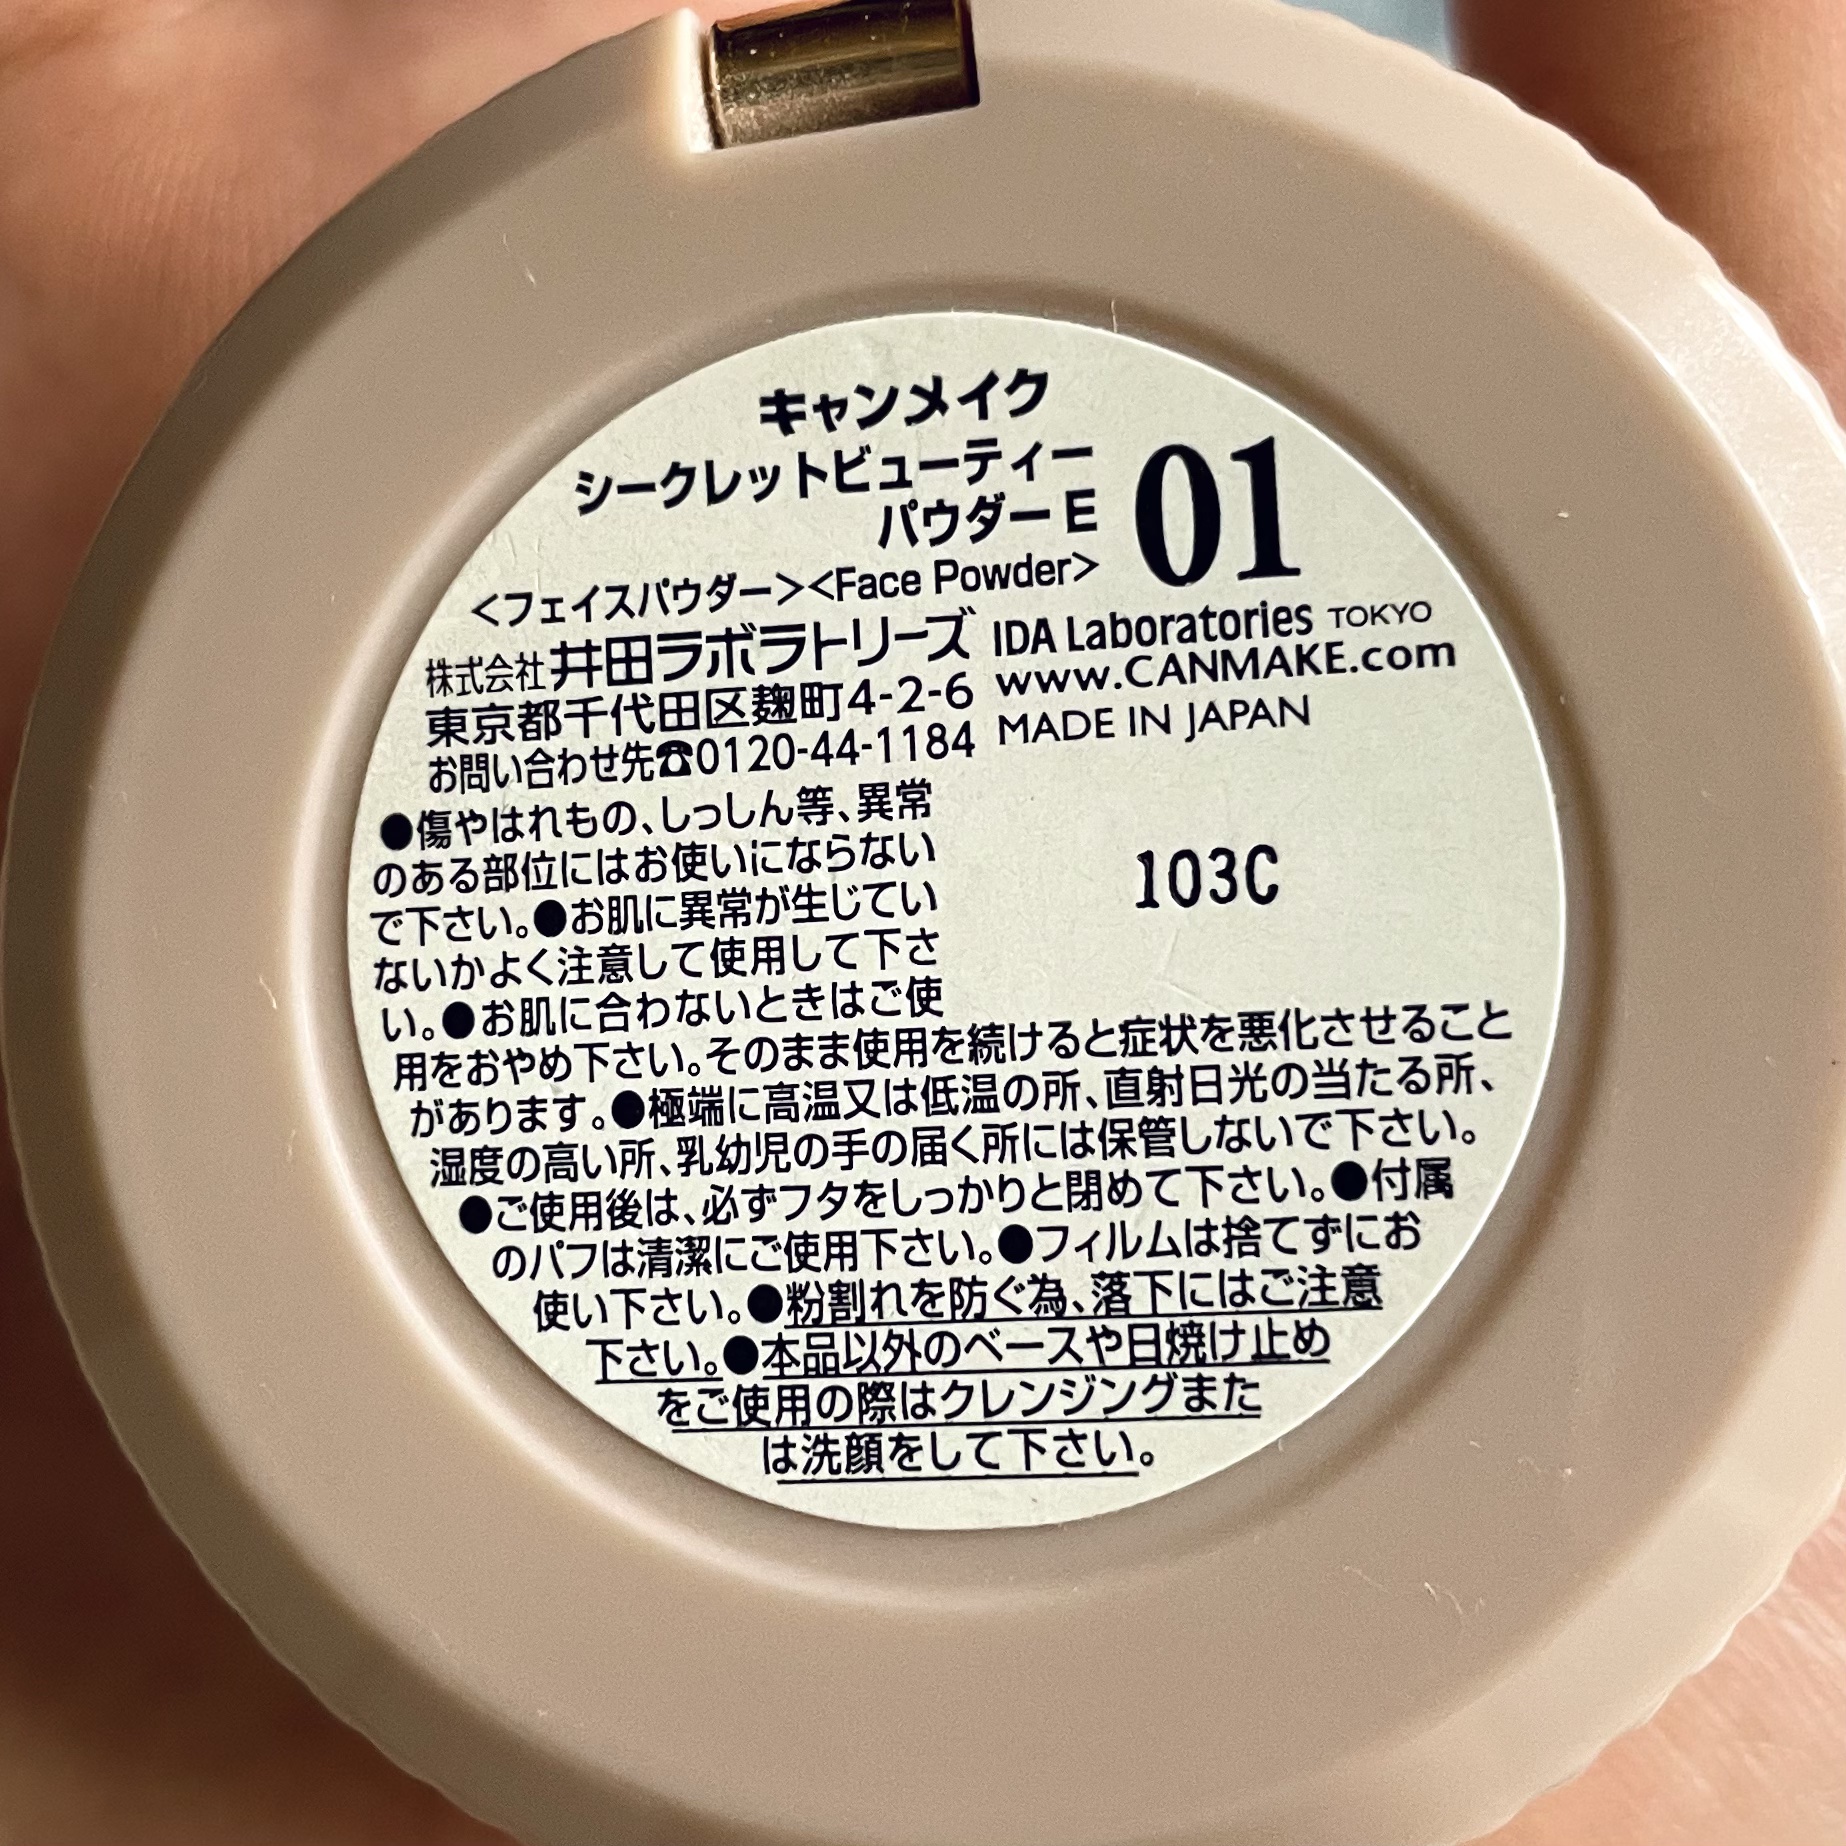 キャンメイク
シークレットビューティー
パウダーE
01
<フェイスパウダー><Face Powder>
株式会社井田ラボラトリーズ IDA Laboratories TOKYO
東京都千代田区麹町4-2-6 www.CANMAKE.com
お問い合わせ先☎0120-44-1184 MADE IN JAPAN
●傷やはれもの、しっしん等、異常
のある部位にはお使いにならない
で下さい。●お肌に異常が生じてい
ないかよく注意して使用して下さ
い。●お肌に合わないときはご使
103C
用をおやめ下さい。そのまま使用を続けると症状を悪化させること
があります。●極端に高温又は低温の所、直射日光の当たる所、
湿度の高い所、乳幼児の手の届く所には保管しないで下さい。
●ご使用後は、必ずフタをしっかりと閉めて下さい。●付属
のパフは清潔にご使用下さい。●フィルムは捨てずにお
使い下さい。●粉割れを防ぐ為、落下にはご注意
下さい。●本品以外のベースや日焼け止め
をご使用の際はクレンジングまた
は洗顔をして下さい。